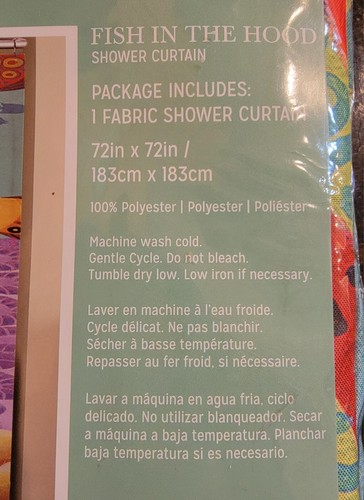 FISH IN THE HOOD
SHOWER CURTAIN
PACKAGE INCLUDES:
1 FABRIC SHOWER CURTAIN
72in x 72in /
183cm x 183cm
100% Polyester | Polyester | Poliéster
Machine wash cold.
Gentle Cycle. Do not bleach.
Tumble dry low. Low iron if necessary.
Laver en machine à l'eau froide.
Cycle délicat. Ne pas blanchir.
Sécher à basse température.
Repasser au fer froid, si nécessaire.
Lavar a máquina en agua fria, ciclo
delicado. No utilizar blanqueador. Secar
a máquina a baja temperatura. Planchar
baja temperatura si es necesario.